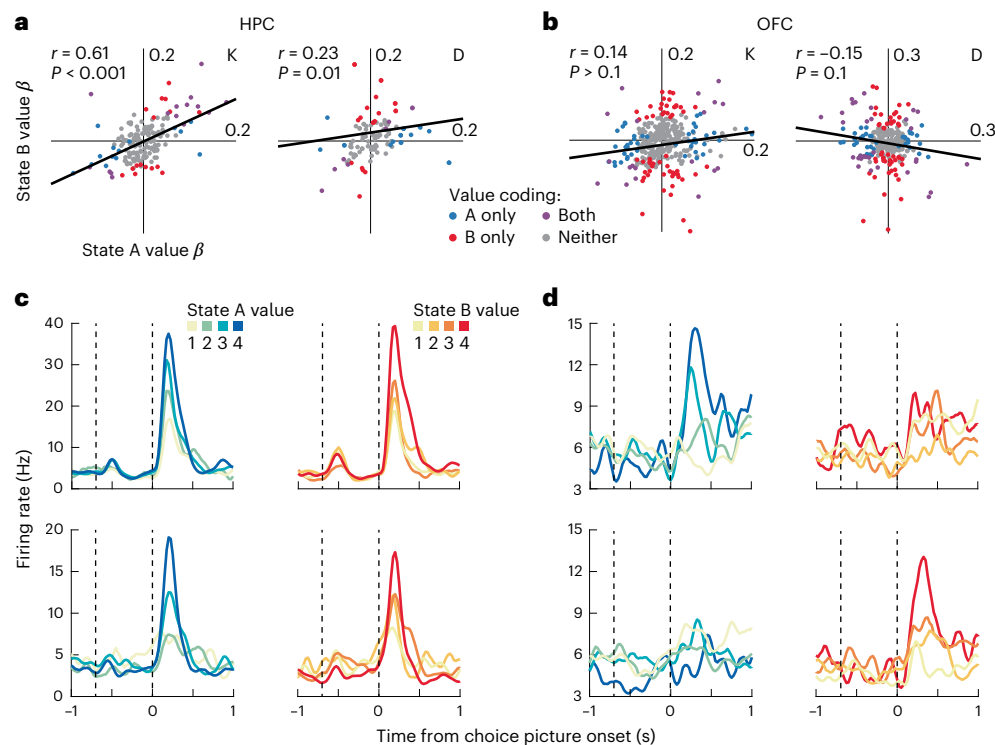 a
HPC
b
OFC
r = 0.61
P < 0.001
0.2
K
0.2
r = 0.23
P = 0.01
0.2
D
0.2
r = 0.14
P > 0.1
0.2
K
0.2
r = −0.15
P = 0.1
0.3
D
0.3
State B value β
State A value β
Value coding:
A only
Both
B only
Neither
c
State A value
1 2 3 4
State B value
1 2 3 4
d
40
30
20
10
0
15
12
9
6
3
20
15
10
5
0
15
12
9
6
3
Firing rate (Hz)
−1 0 1
−1 0 1
−1 0 1
−1 0 1
Time from choice picture onset (s)